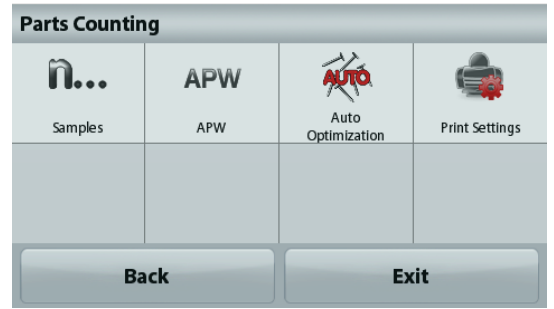 Parts Counting
n...
APW
AUTO
Samples
APW
Auto
Optimization
Print Settings
Back
Exit